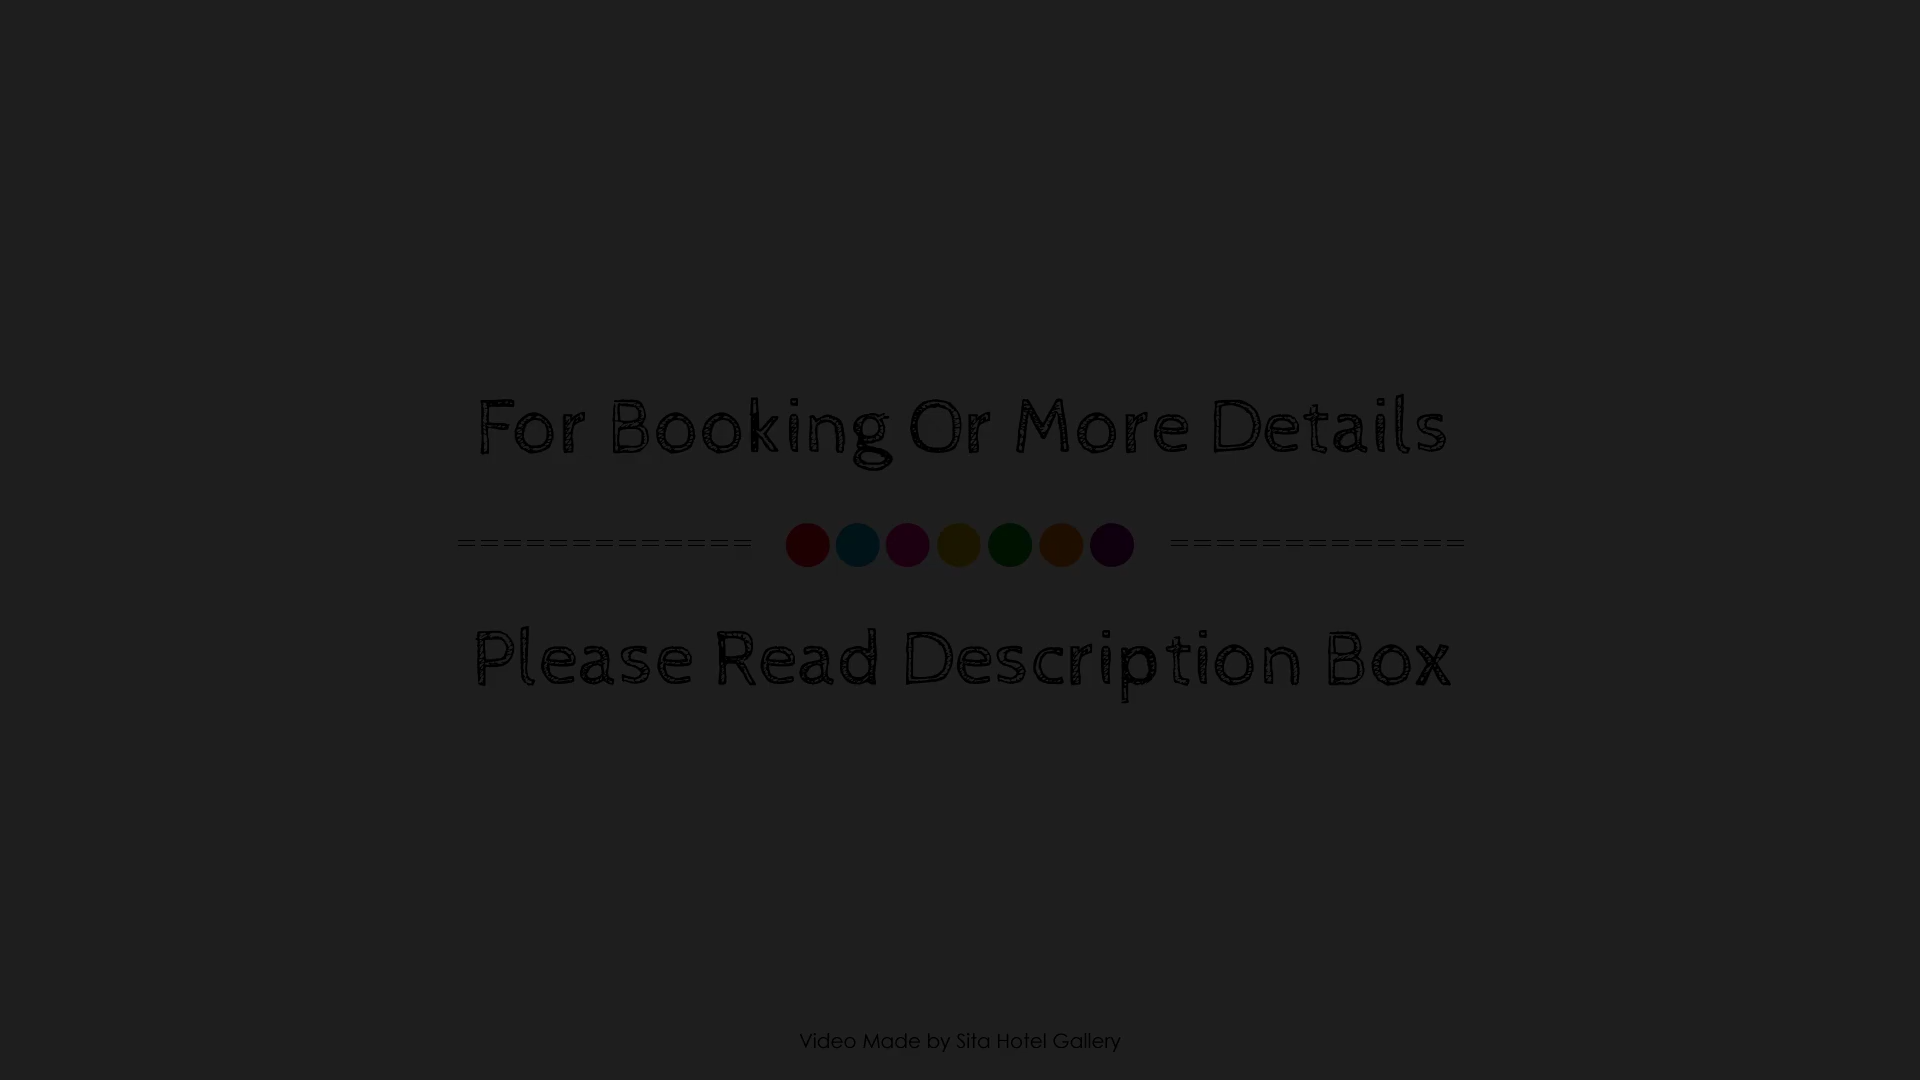 For Booking Or More Details
============= =============
Please Read Description Box
Video Made by Sita Hotel Gallery